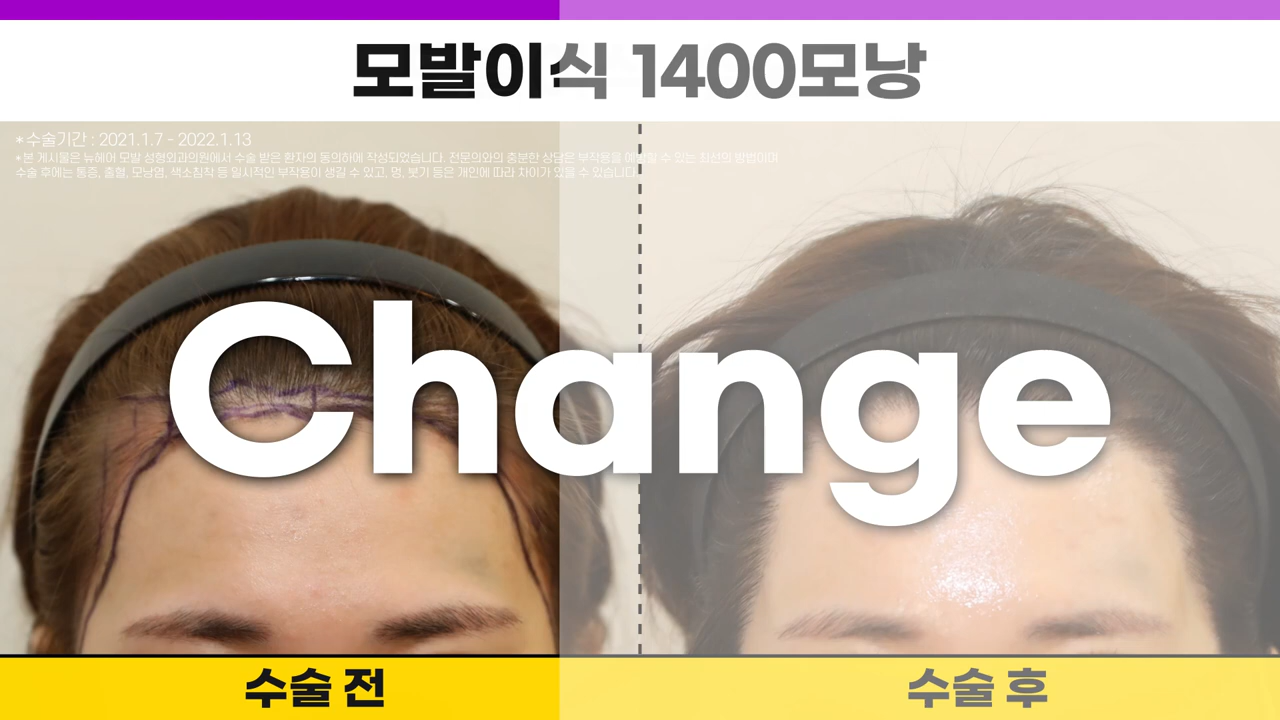 모발이식 1400모낭
*수술기간 : 2021.1.7 - 2022.1.13
*본 게시물은 뉴헤어 모발 성형외과의원에서 수술 받은 환자의 동의하에 작성되었습니다. 전문의와의 충분한 상담은 부작용을 예방할 수 있는 최선의 방법이며
수술 후에는 통증, 출혈, 모낭염, 색소침착 등 일시적인 부작용이 생길 수 있고, 멍, 붓기 등은 개인에 따라 차이가 있을 수 있습니다.
Change
수술 전
수술 후